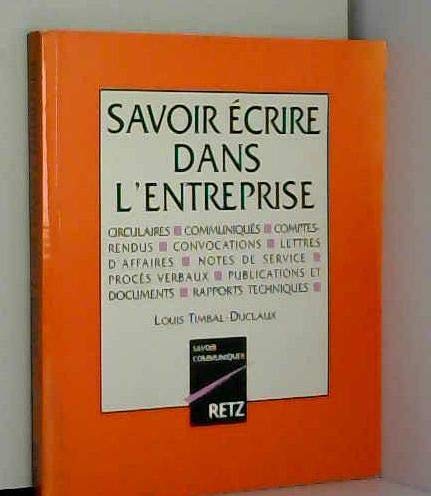 SAVOIR ÉCRIRE
DANS
L'ENTREPRISE
CIRCULAIRES ■ COMMUNIQUÉS ■ COMPTES-
RENDUS ■ CONVOCATIONS ■ LETTRES
D'AFFAIRES ■ NOTES DE SERVICE ■
PROCÈS VERBAUX ■ PUBLICATIONS ET
DOCUMENTS ■ RAPPORTS TECHNIQUES ■
LOUIS TIMBAL-DUCLAUX
SAVOIR
COMMUNIQUER
RETZ